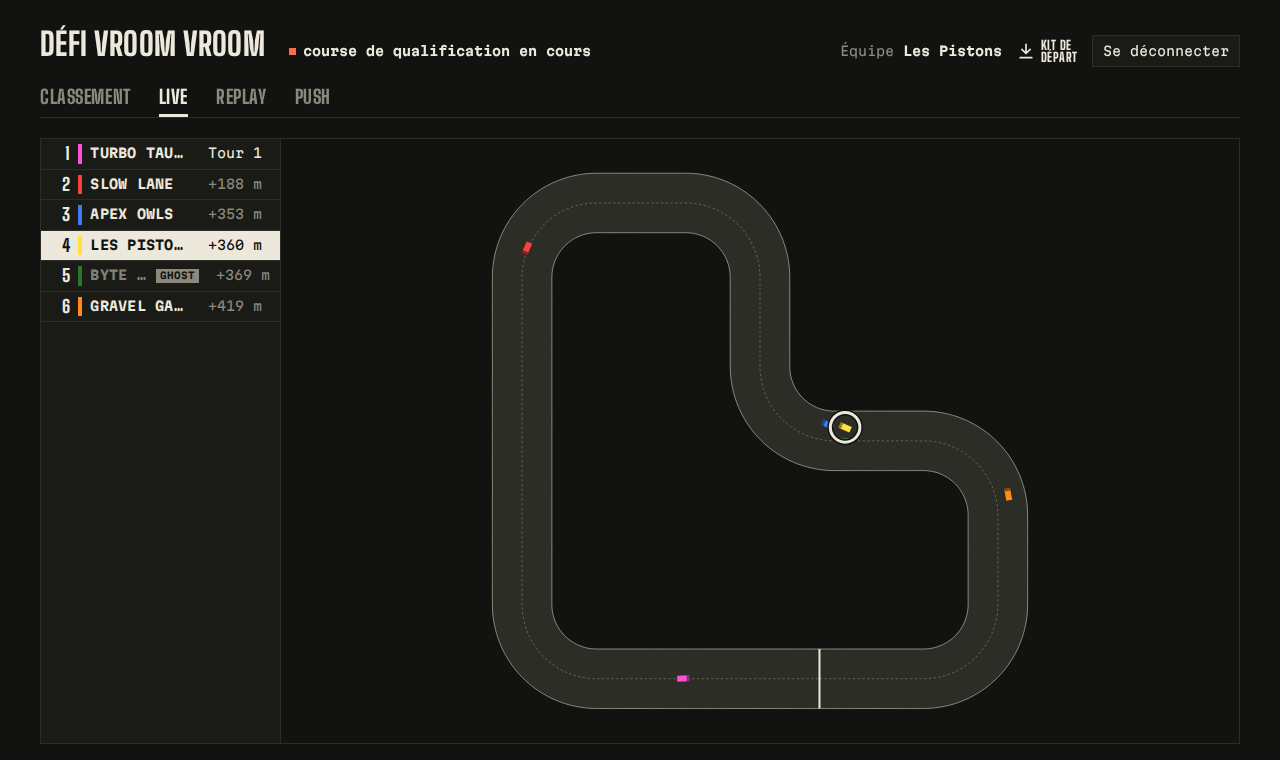 DÉFI VROOM VROOM
course de qualification en cours
Équipe Les Pistons
KIT DE
DÉPART
Se déconnecter
CLASSEMENT LIVE REPLAY PUSH
1 TURBO TAU… Tour 1
2 SLOW LANE +188 m
3 APEX OWLS +353 m
4 LES PISTO… +360 m
5 BYTE … GHOST +369 m
6 GRAVEL GA… +419 m